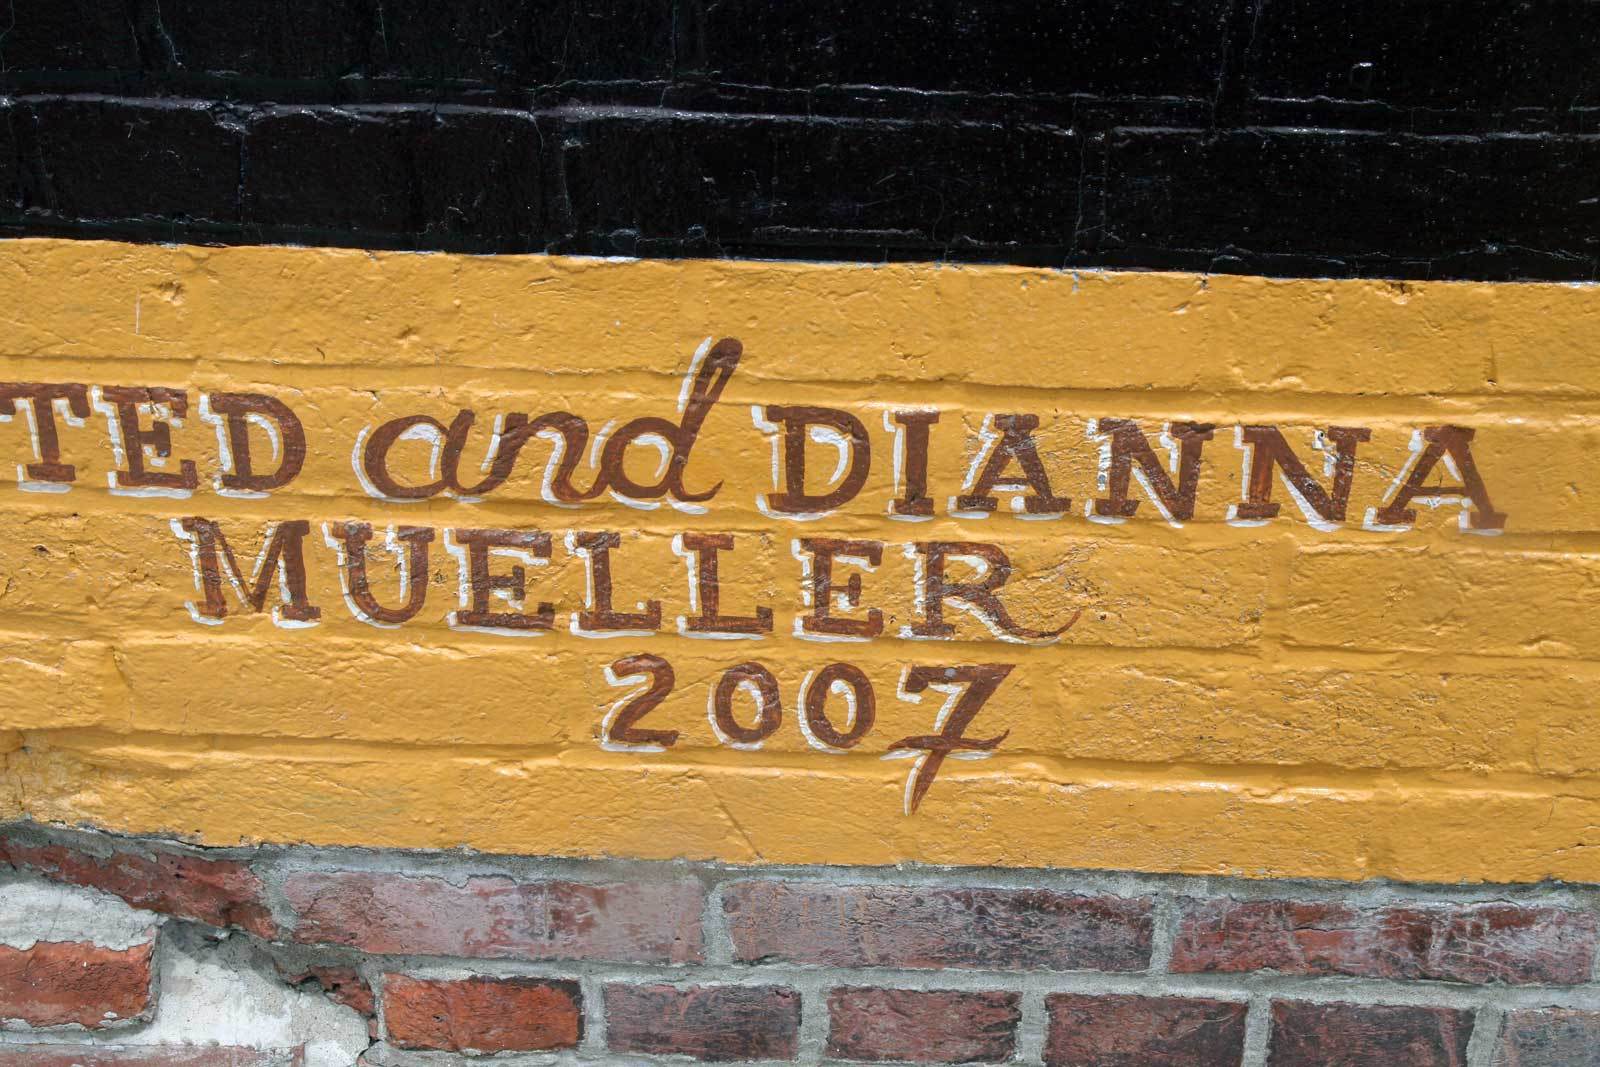 TED and DIANNA
MUELLER
2007